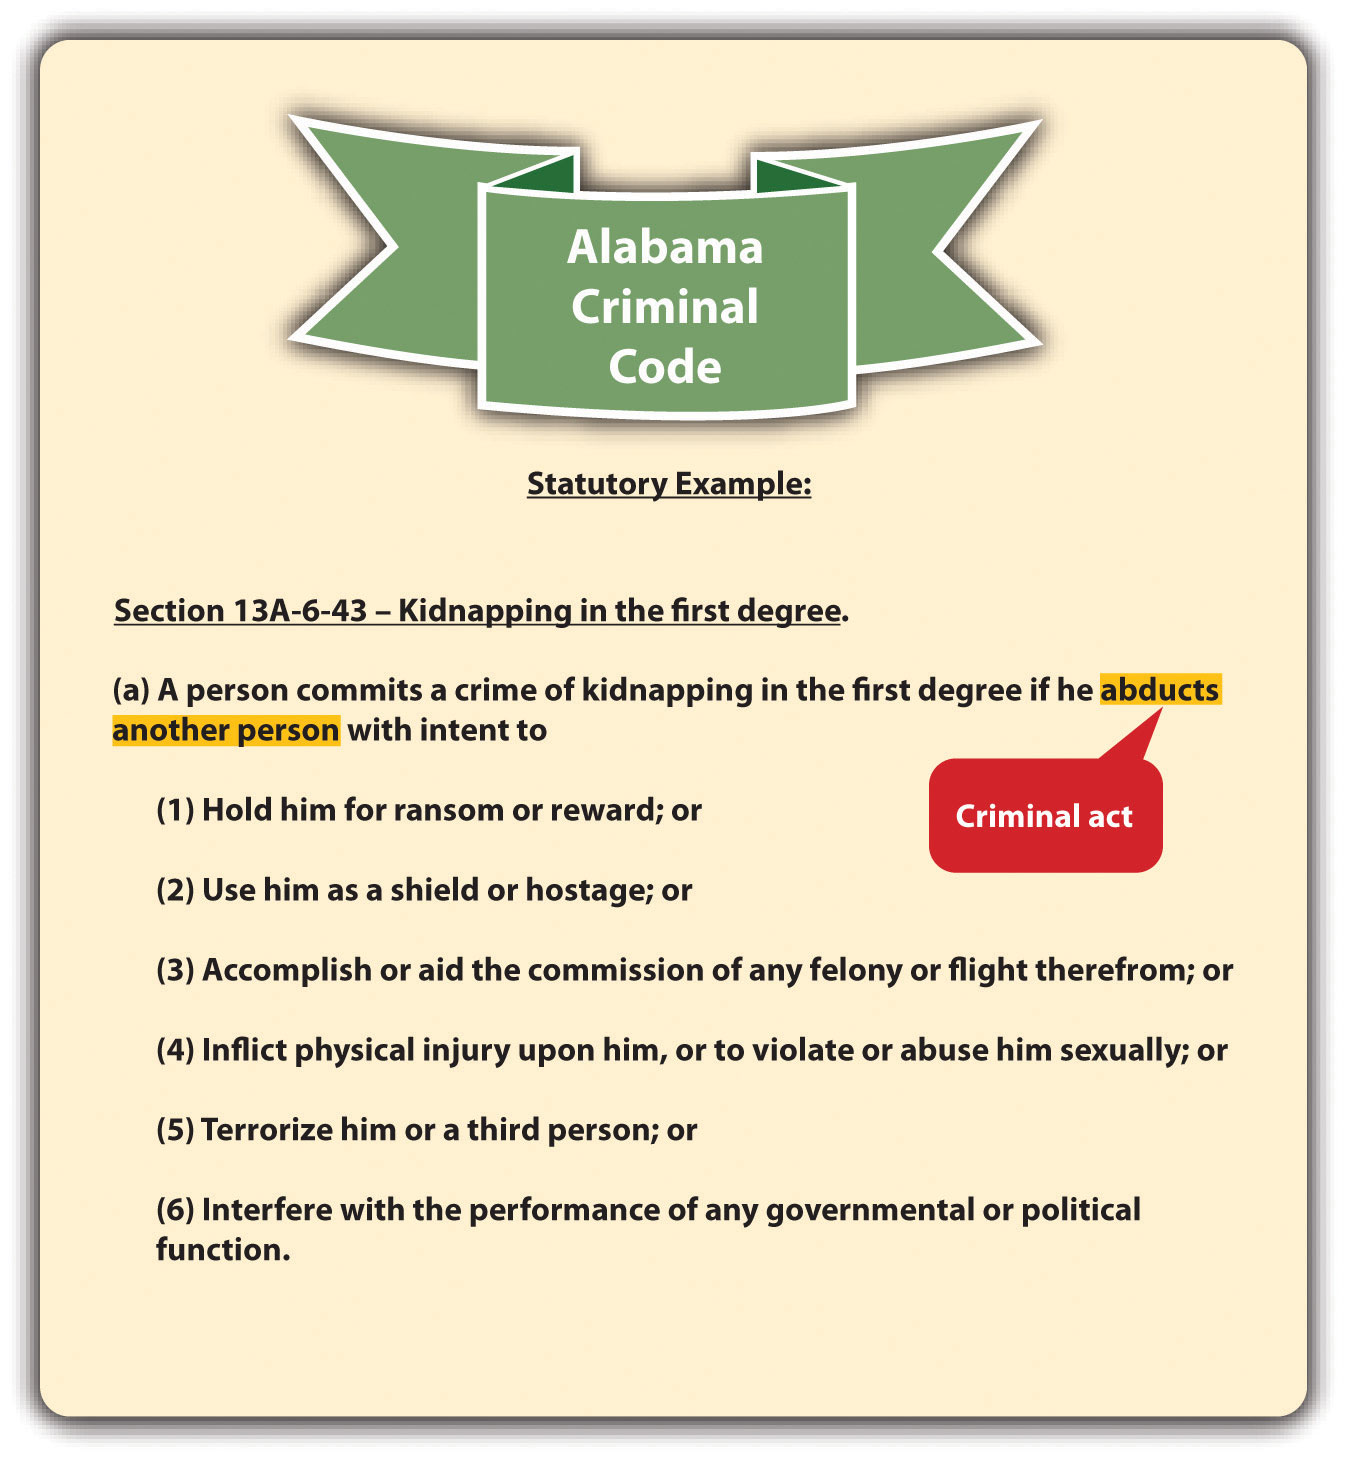 Alabama
Criminal
Code
Statutory Example:
Section 13A-6-43 – Kidnapping in the first degree.
(a) A person commits a crime of kidnapping in the first degree if he abducts
another person with intent to
Criminal act
(1) Hold him for ransom or reward; or
(2) Use him as a shield or hostage; or
(3) Accomplish or aid the commission of any felony or flight therefrom; or
(4) Inflict physical injury upon him, or to violate or abuse him sexually; or
(5) Terrorize him or a third person; or
(6) Interfere with the performance of any governmental or political
function.